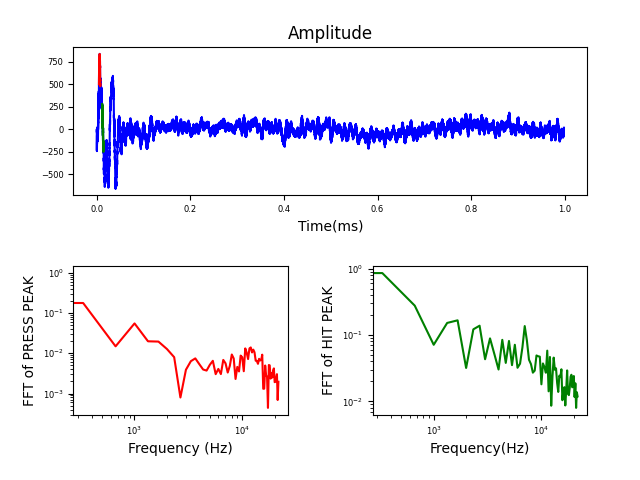 Amplitude
750
500
250
0
−250
−500
0.0 0.2 0.4 0.6 0.8 1.0
Time(ms)
FFT of PRESS PEAK
10⁰
10⁻¹
10⁻²
10⁻³
10³ 10⁴
Frequency (Hz)
FFT of HIT PEAK
10⁰
10⁻¹
10⁻²
10³ 10⁴
Frequency(Hz)